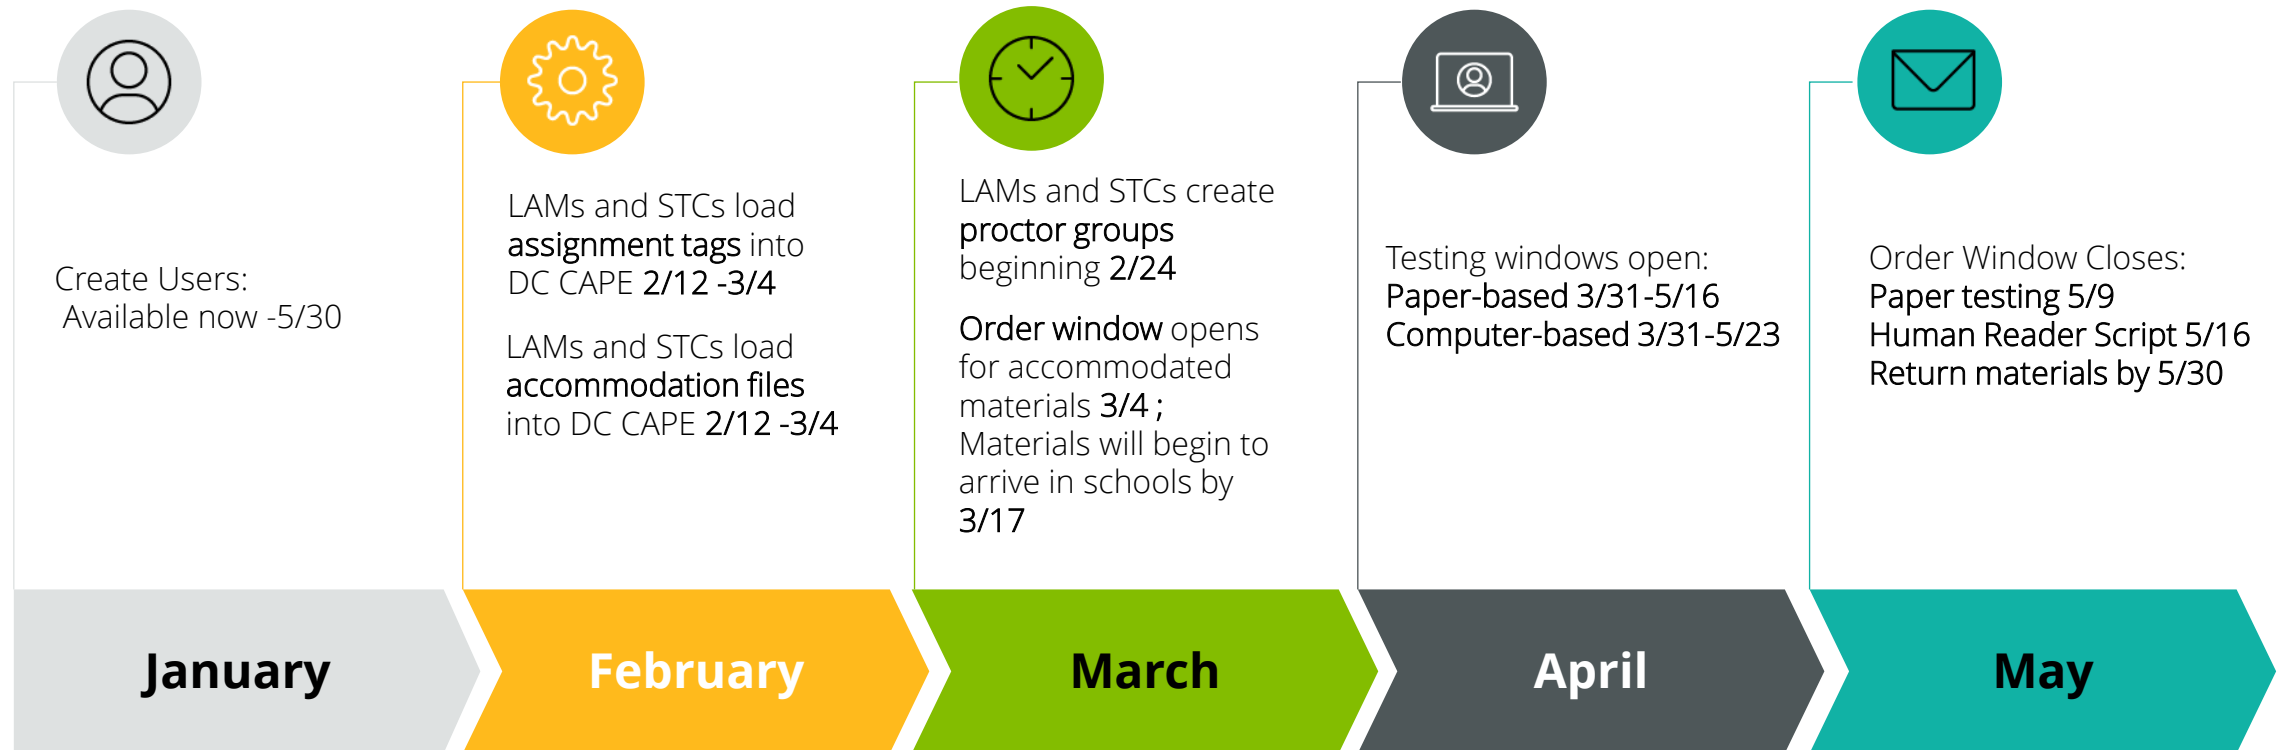 Create Users:
Available now -5/30
LAMs and STCs load
assignment tags into
DC CAPE 2/12 -3/4
LAMs and STCs load
accommodation files
into DC CAPE 2/12 -3/4
LAMs and STCs create
proctor groups
beginning 2/24
Order window opens
for accommodated
materials 3/4 ;
Materials will begin to
arrive in schools by
3/17
Testing windows open:
Paper-based 3/31-5/16
Computer-based 3/31-5/23
Order Window Closes:
Paper testing 5/9
Human Reader Script 5/16
Return materials by 5/30
January
February
March
April
May